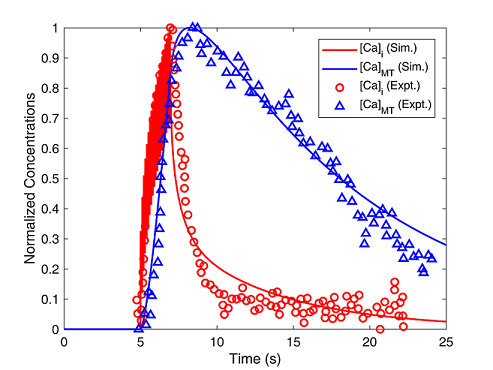 1
0.9
0.8
0.7
0.6
0.5
0.4
0.3
0.2
0.1
0
Normalized Concentrations
[Ca]i (Sim.)
[Ca]MT (Sim.)
[Ca]i (Expt.)
[Ca]MT (Expt.)
0 5 10 15 20 25
Time (s)